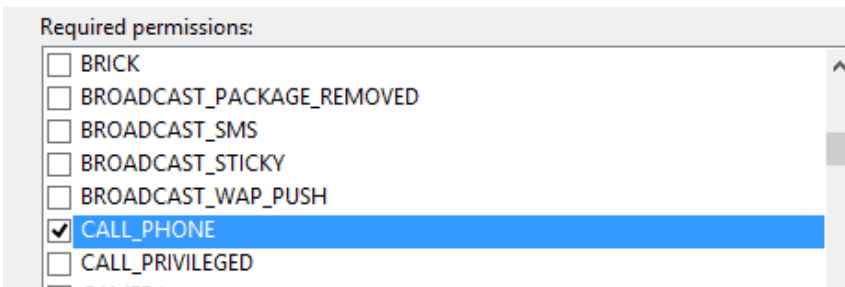 Required permissions:
BRICK
BROADCAST_PACKAGE_REMOVED
BROADCAST_SMS
BROADCAST_STICKY
BROADCAST_WAP_PUSH
CALL_PHONE
CALL_PRIVILEGED